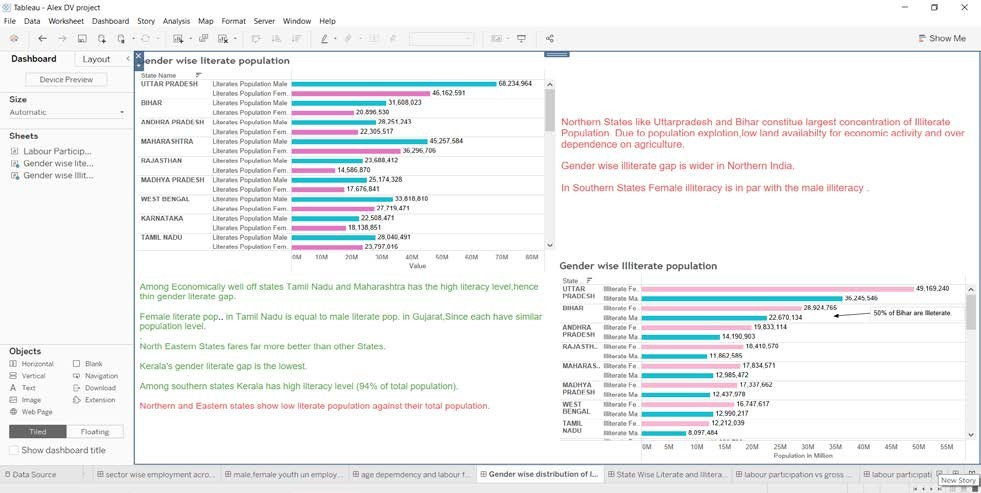 Tableau - Alex DV project
File Data Worksheet Dashboard Story Analysis Map Format Server Window Help
Show Me
Dashboard Layout
Device Preview
Size
Automatic
Sheets
Labour Particip...
Gender wise lite...
Gender wise Illit...
Objects
Horizontal Blank
Vertical Navigation
Text Download
Image Extension
Web Page
Tiled Floating
Show dashboard title
Gender wise literate population
State Name
UTTAR PRADESH Literates Population Male 68,234,964
Literates Population Fem.. 46,162,591
BIHAR Literates Population Male 31,608,023
Literates Population Fem.. 20,896,530
ANDHRA PRADESH Literates Population Male 28,251,243
Literates Population Fem.. 22,305,517
MAHARASHTRA Literates Population Male 45,257,584
Literates Population Fem.. 36,296,706
RAJASTHAN Literates Population Male 23,688,412
Literates Population Fem.. 14,586,870
MADHYA PRADESH Literates Population Male 25,174,328
Literates Population Fem.. 17,676,841
WEST BENGAL Literates Population Male 33,818,810
Literates Population Fem.. 27,719,471
KARNATAKA Literates Population Male 22,508,471
Literates Population Fem.. 18,138,851
TAMIL NADU Literates Population Male 28,040,491
Literates Population Fem.. 23,797,016
0M 10M 20M 30M 40M 50M 60M 70M 80M
Value
Northern States like Uttarpradesh and Bihar constitue largest concentration of Illiterate
Population. Due to population explotion,low land availabilty for economic activity and over
dependence on agriculture.
Gender wise illiterate gap is wider in Northern India.
In Southern States Female illiteracy is in par with the male illiteracy .
Among Economically well off states Tamil Nadu and Maharashtra has the high literacy level,hence
thin gender literate gap.
Female literate pop.. in Tamil Nadu is equal to male literate pop. in Gujarat,Since each have similar
population level.
.
North Eastern States fares far more better than other States.
Kerala's gender literate gap is the lowest.
Among southern states Kerala has high literacy level (94% of total population).
Northern and Eastern states show low literate population against their total population.
Gender wise Illiterate population
State
UTTAR PRADESH Illiterate Fe.. 49,169,240
Illiterate Ma.. 36,245,546
BIHAR Illiterate Fe.. 28,924,766
Illiterate Ma.. 22,670,134
50% of Bihar are Illeterate.
ANDHRA PRADESH Illiterate Fe.. 19,833,114
Illiterate Ma.. 14,190,903
RAJASTH.. Illiterate Fe.. 18,410,570
Illiterate Ma.. 11,862,586
MAHARAS.. Illiterate Fe.. 17,834,571
Illiterate Ma.. 12,985,472
MADHYA PRADESH Illiterate Fe.. 17,337,662
Illiterate Ma.. 12,437,978
WEST BENGAL Illiterate Fe.. 16,747,617
Illiterate Ma.. 12,990,217
TAMIL NADU Illiterate Fe.. 12,212,039
Illiterate Ma.. 8,097,484
0M 5M 10M 15M 20M 25M 30M 35M 40M 45M 50M 55M
Population in Million
Data Source sector wise employment acro... male,female youth un employ... age depemdency and labour f... Gender wise distribution of l... State Wise Literate and Illitera... labour participation vs gross ... labour participati
New Story